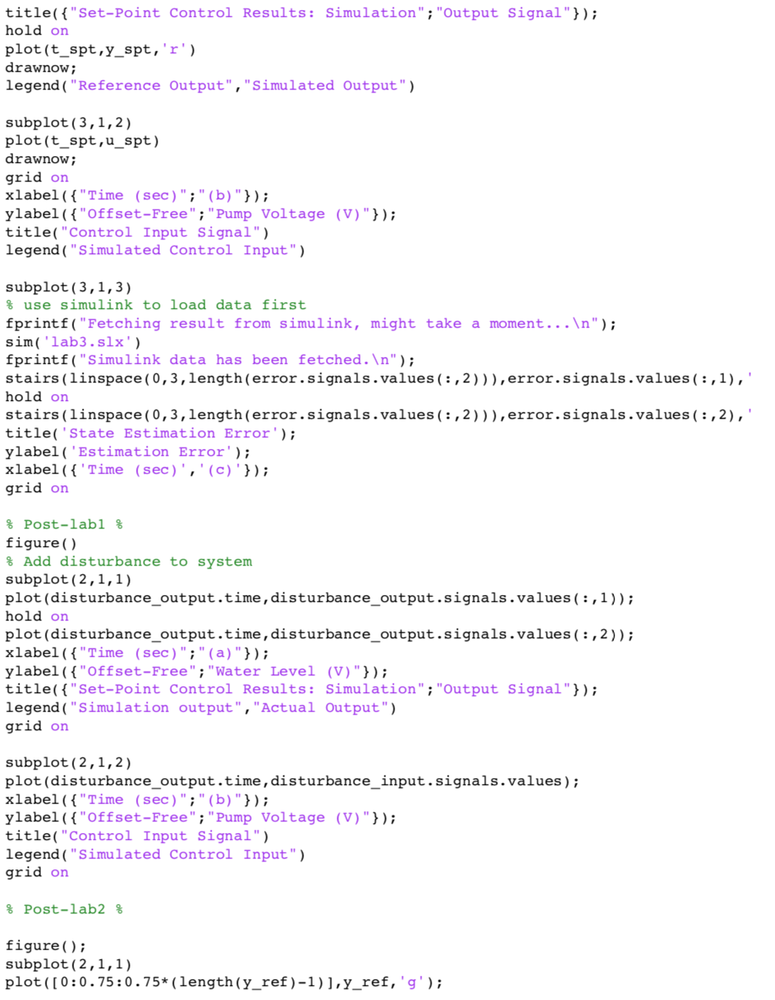 title({"Set-Point Control Results: Simulation";"Output Signal"});
hold on
plot(t_spt,y_spt,'r')
drawnow;
legend("Reference Output","Simulated Output")
subplot(3,1,2)
plot(t_spt,u_spt)
drawnow;
grid on
xlabel({"Time (sec)";"(b)"});
ylabel({"Offset-Free";"Pump Voltage (V)"});
title("Control Input Signal")
legend("Simulated Control Input")
subplot(3,1,3)
% use simulink to load data first
fprintf("Fetching result from simulink, might take a moment...\n");
sim('lab3.slx')
fprintf("Simulink data has been fetched.\n");
stairs(linspace(0,3,length(error.signals.values(:,2))),error.signals.values(:,1),'
hold on
stairs(linspace(0,3,length(error.signals.values(:,2))),error.signals.values(:,2),'
title('State Estimation Error');
ylabel('Estimation Error');
xlabel({'Time (sec)','(c)'});
grid on
% Post-lab1 %
figure()
% Add disturbance to system
subplot(2,1,1)
plot(disturbance_output.time,disturbance_output.signals.values(:,1));
hold on
plot(disturbance_output.time,disturbance_output.signals.values(:,2));
xlabel({"Time (sec)";"(a)"});
ylabel({"Offset-Free";"Water Level (V)"});
title({"Set-Point Control Results: Simulation";"Output Signal"});
legend("Simulation output","Actual Output")
grid on
subplot(2,1,2)
plot(disturbance_output.time,disturbance_input.signals.values);
xlabel({"Time (sec)";"(b)"});
ylabel({"Offset-Free";"Pump Voltage (V)"});
title("Control Input Signal")
legend("Simulated Control Input")
grid on
% Post-lab2 %
figure();
subplot(2,1,1)
plot([0:0.75:0.75*(length(y_ref)-1)],y_ref,'g');